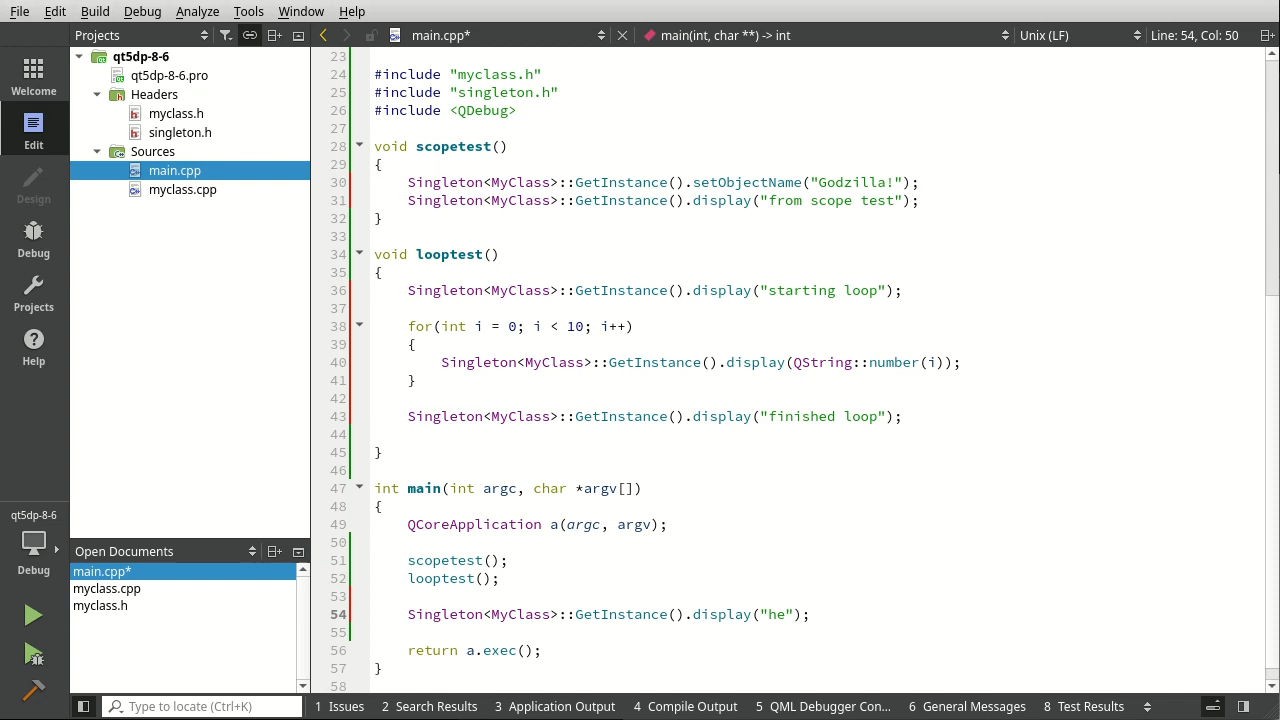 File Edit Build Debug Analyze Tools Window Help
Projects
main.cpp*
main(int, char **) -> int
Unix (LF)
Line: 54, Col: 50
Welcome
Edit
Design
Debug
Projects
Help
qt5dp-8-6
Debug
qt5dp-8-6
qt5dp-8-6.pro
Headers
myclass.h
singleton.h
Sources
main.cpp
myclass.cpp
Open Documents
main.cpp*
myclass.cpp
myclass.h
23
24 #include "myclass.h"
25 #include "singleton.h"
26 #include <QDebug>
27
28 void scopetest()
29 {
30     Singleton<MyClass>::GetInstance().setObjectName("Godzilla!");
31     Singleton<MyClass>::GetInstance().display("from scope test");
32 }
33
34 void looptest()
35 {
36     Singleton<MyClass>::GetInstance().display("starting loop");
37
38     for(int i = 0; i < 10; i++)
39     {
40         Singleton<MyClass>::GetInstance().display(QString::number(i));
41     }
42
43     Singleton<MyClass>::GetInstance().display("finished loop");
44
45 }
46
47 int main(int argc, char *argv[])
48 {
49     QCoreApplication a(argc, argv);
50
51     scopetest();
52     looptest();
53
54     Singleton<MyClass>::GetInstance().display("he");
55
56     return a.exec();
57 }
58
Type to locate (Ctrl+K)
1 Issues
2 Search Results
3 Application Output
4 Compile Output
5 QML Debugger Con...
6 General Messages
8 Test Results